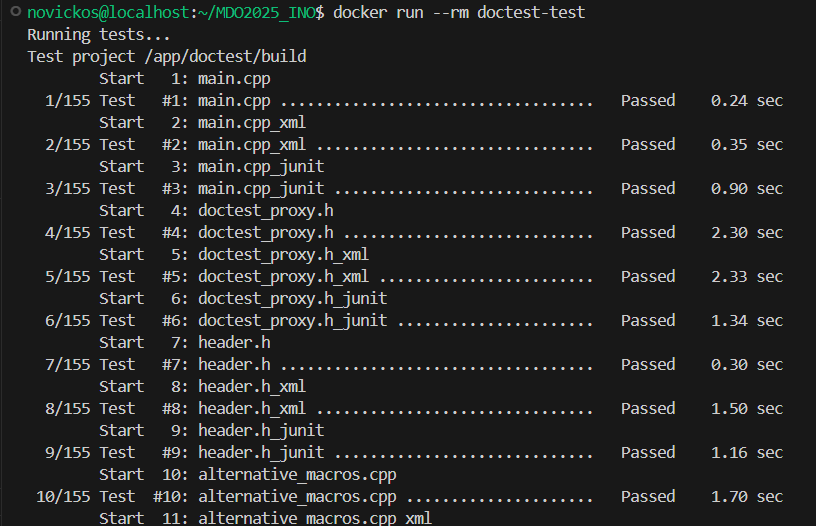 novickos@localhost:~/MDO2025_INO$ docker run --rm doctest-test
Running tests...
Test project /app/doctest/build
        Start   1: main.cpp
  1/155 Test   #1: main.cpp ...................................   Passed    0.24 sec
        Start   2: main.cpp_xml
  2/155 Test   #2: main.cpp_xml ...............................   Passed    0.35 sec
        Start   3: main.cpp_junit
  3/155 Test   #3: main.cpp_junit .............................   Passed    0.90 sec
        Start   4: doctest_proxy.h
  4/155 Test   #4: doctest_proxy.h ............................   Passed    2.30 sec
        Start   5: doctest_proxy.h_xml
  5/155 Test   #5: doctest_proxy.h_xml ........................   Passed    2.33 sec
        Start   6: doctest_proxy.h_junit
  6/155 Test   #6: doctest_proxy.h_junit ......................   Passed    1.34 sec
        Start   7: header.h
  7/155 Test   #7: header.h ...................................   Passed    0.30 sec
        Start   8: header.h_xml
  8/155 Test   #8: header.h_xml ...............................   Passed    1.50 sec
        Start   9: header.h_junit
  9/155 Test   #9: header.h_junit .............................   Passed    1.16 sec
        Start  10: alternative_macros.cpp
 10/155 Test  #10: alternative_macros.cpp .....................   Passed    1.70 sec
        Start  11: alternative_macros.cpp_xml